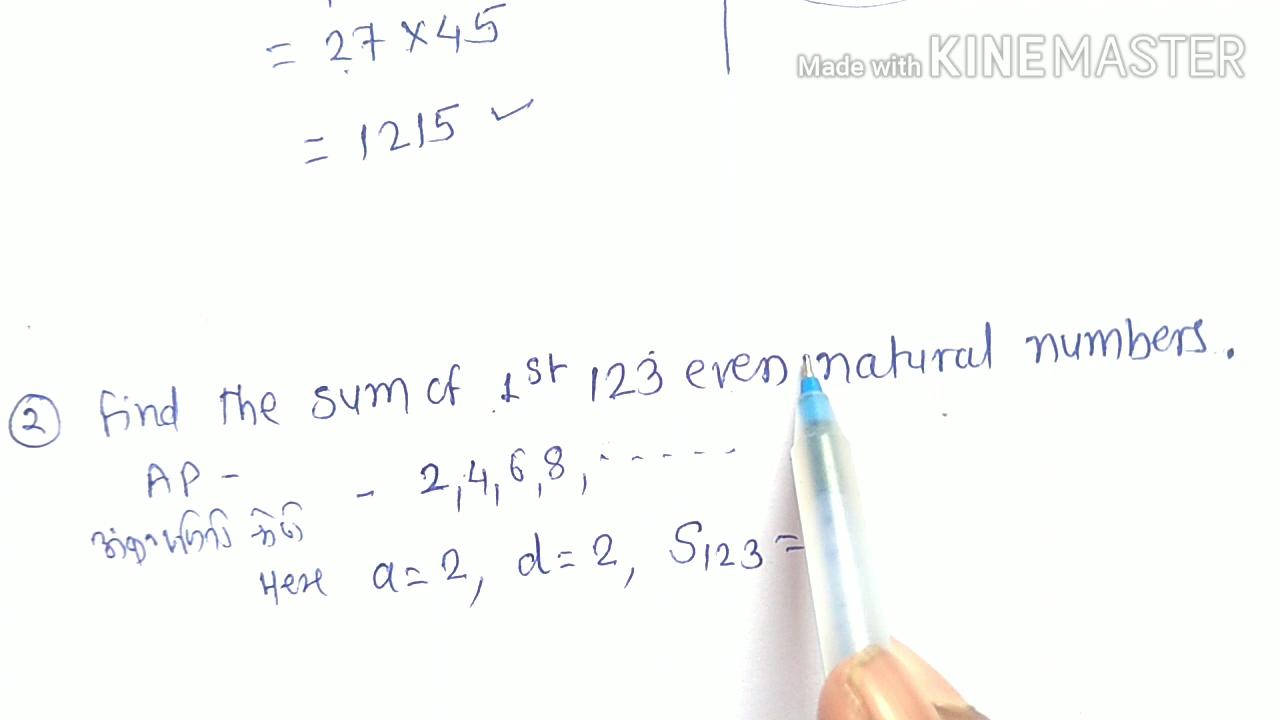 = 27 × 45
Made with KINEMASTER
= 1215 ✓
② Find the sum of 1st 123 even natural numbers.
AP - - 2, 4, 6, 8, ------
Here a = 2, d = 2, S123 =